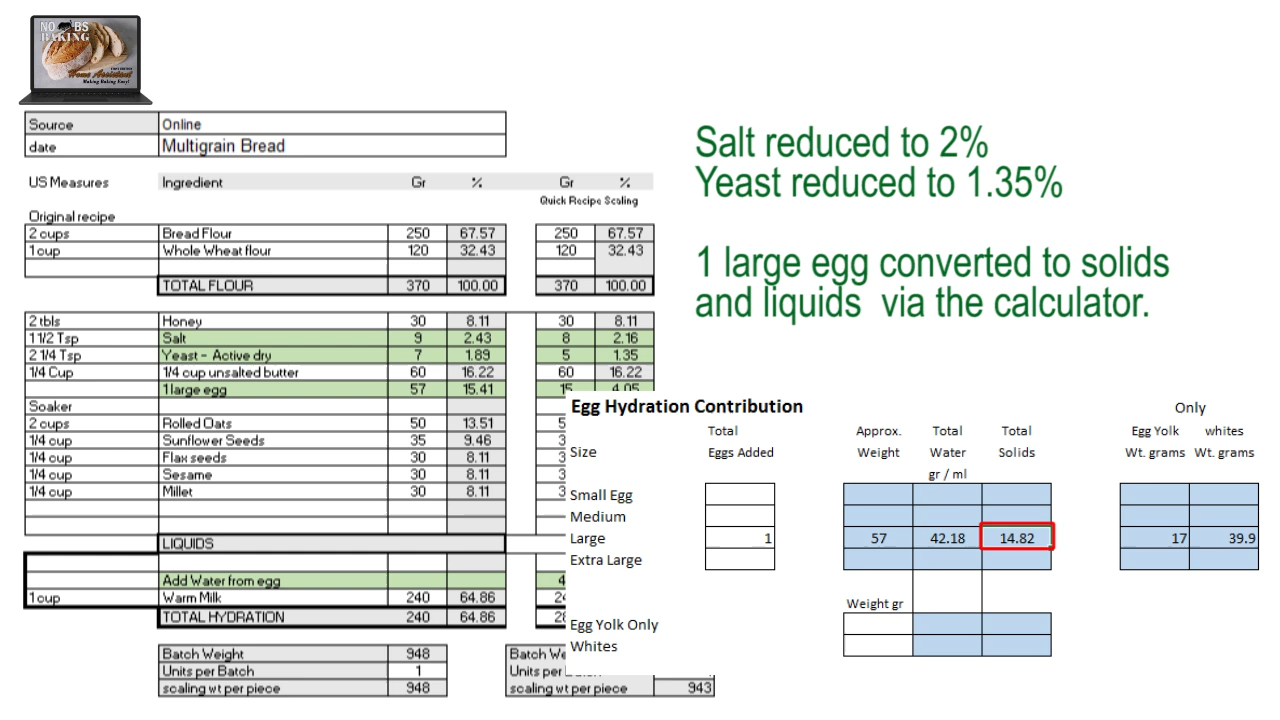 NO BS
BAKING
Home Assistant
Making Baking Easy!
Source Online
date Multigrain Bread
US Measures Ingredient Gr % Gr %
Quick Recipe Scaling
Original recipe
2 cups Bread Flour 250 67.57 250 67.57
1 cup Whole Wheat flour 120 32.43 120 32.43
TOTAL FLOUR 370 100.00 370 100.00
2 tbls Honey 30 8.11 30 8.11
1 1/2 Tsp Salt 9 2.43 8 2.16
2 1/4 Tsp Yeast - Active dry 7 1.89 5 1.35
1/4 Cup 1/4 cup unsalted butter 60 16.22 60 16.22
1 large egg 57 15.41 15 4.05
Soaker
2 cups Rolled Oats 50 13.51
1/4 cup Sunflower Seeds 35 9.46
1/4 cup Flax seeds 30 8.11
1/4 cup Sesame 30 8.11
1/4 cup Millet 30 8.11
LIQUIDS
Add Water from egg
1 cup Warm Milk 240 64.86
TOTAL HYDRATION 240 64.86
Batch Weight 948
Units per Batch 1
scaling wt per piece 948 scaling wt per piece 943
Salt reduced to 2%
Yeast reduced to 1.35%
1 large egg converted to solids
and liquids via the calculator.
Egg Hydration Contribution Only
Total Approx. Total Total Egg Yolk whites
Size Eggs Added Weight Water Solids Wt. grams Wt. grams
gr / ml
Small Egg
Medium
Large 1 57 42.18 14.82 17 39.9
Extra Large
Weight gr
Egg Yolk Only
Whites